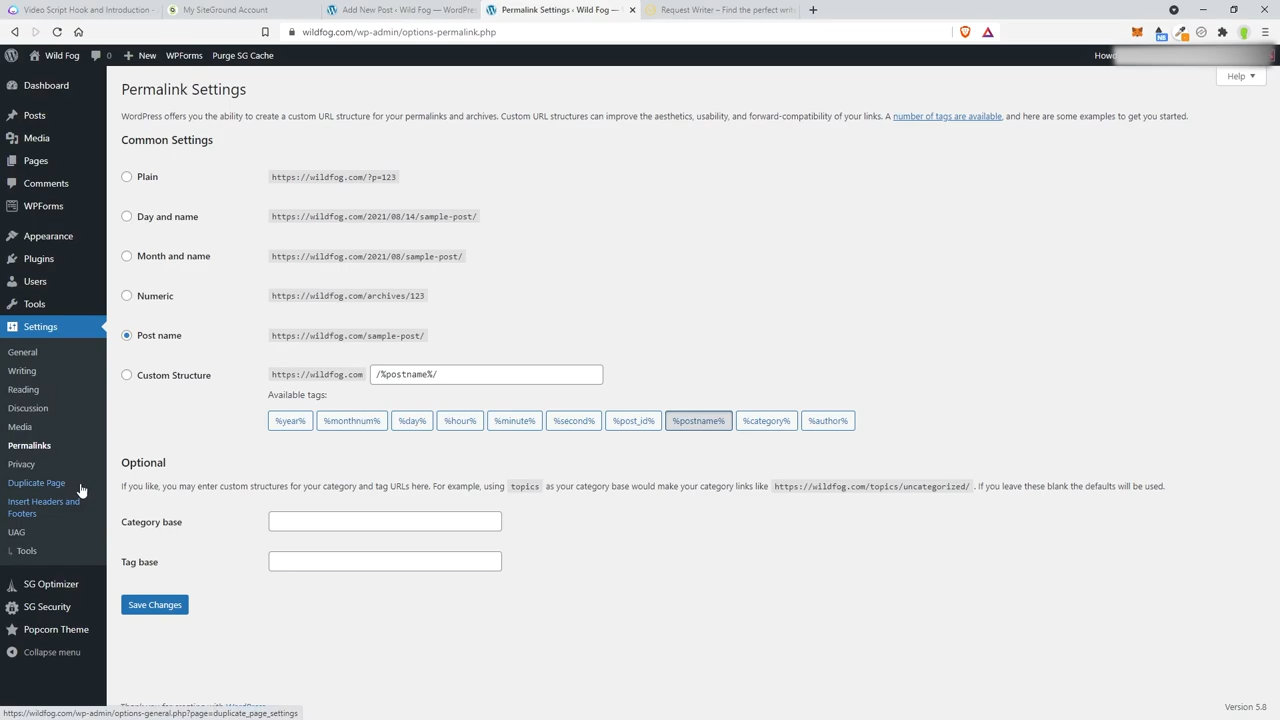 Video Script Hook and Introduction -
My SiteGround Account
Add New Post ‹ Wild Fog — WordPres
Permalink Settings ‹ Wild Fog —
Request Writer – Find the perfect writ
wildfog.com/wp-admin/options-permalink.php
Wild Fog
0
New
WPForms
Purge SG Cache
Howd
Help
Dashboard
Posts
Media
Pages
Comments
WPForms
Appearance
Plugins
Users
Tools
Settings
General
Writing
Reading
Discussion
Media
Permalinks
Privacy
Duplicate Page
Insert Headers and
Footers
UAG
- Tools
SG Optimizer
SG Security
Popcorn Theme
Collapse menu
Permalink Settings
WordPress offers you the ability to create a custom URL structure for your permalinks and archives. Custom URL structures can improve the aesthetics, usability, and forward-compatibility of your links. A number of tags are available, and here are some examples to get you started.
Common Settings
Plain https://wildfog.com/?p=123
Day and name https://wildfog.com/2021/08/14/sample-post/
Month and name https://wildfog.com/2021/08/sample-post/
Numeric https://wildfog.com/archives/123
Post name https://wildfog.com/sample-post/
Custom Structure https://wildfog.com /%postname%/
Available tags:
%year% %monthnum% %day% %hour% %minute% %second% %post_id% %postname% %category% %author%
Optional
If you like, you may enter custom structures for your category and tag URLs here. For example, using topics as your category base would make your category links like https://wildfog.com/topics/uncategorized/ . If you leave these blank the defaults will be used.
Category base
Tag base
Save Changes
Thank you for creating with WordPress.
Version 5.8
https://wildfog.com/wp-admin/options-general.php?page=duplicate_page_settings